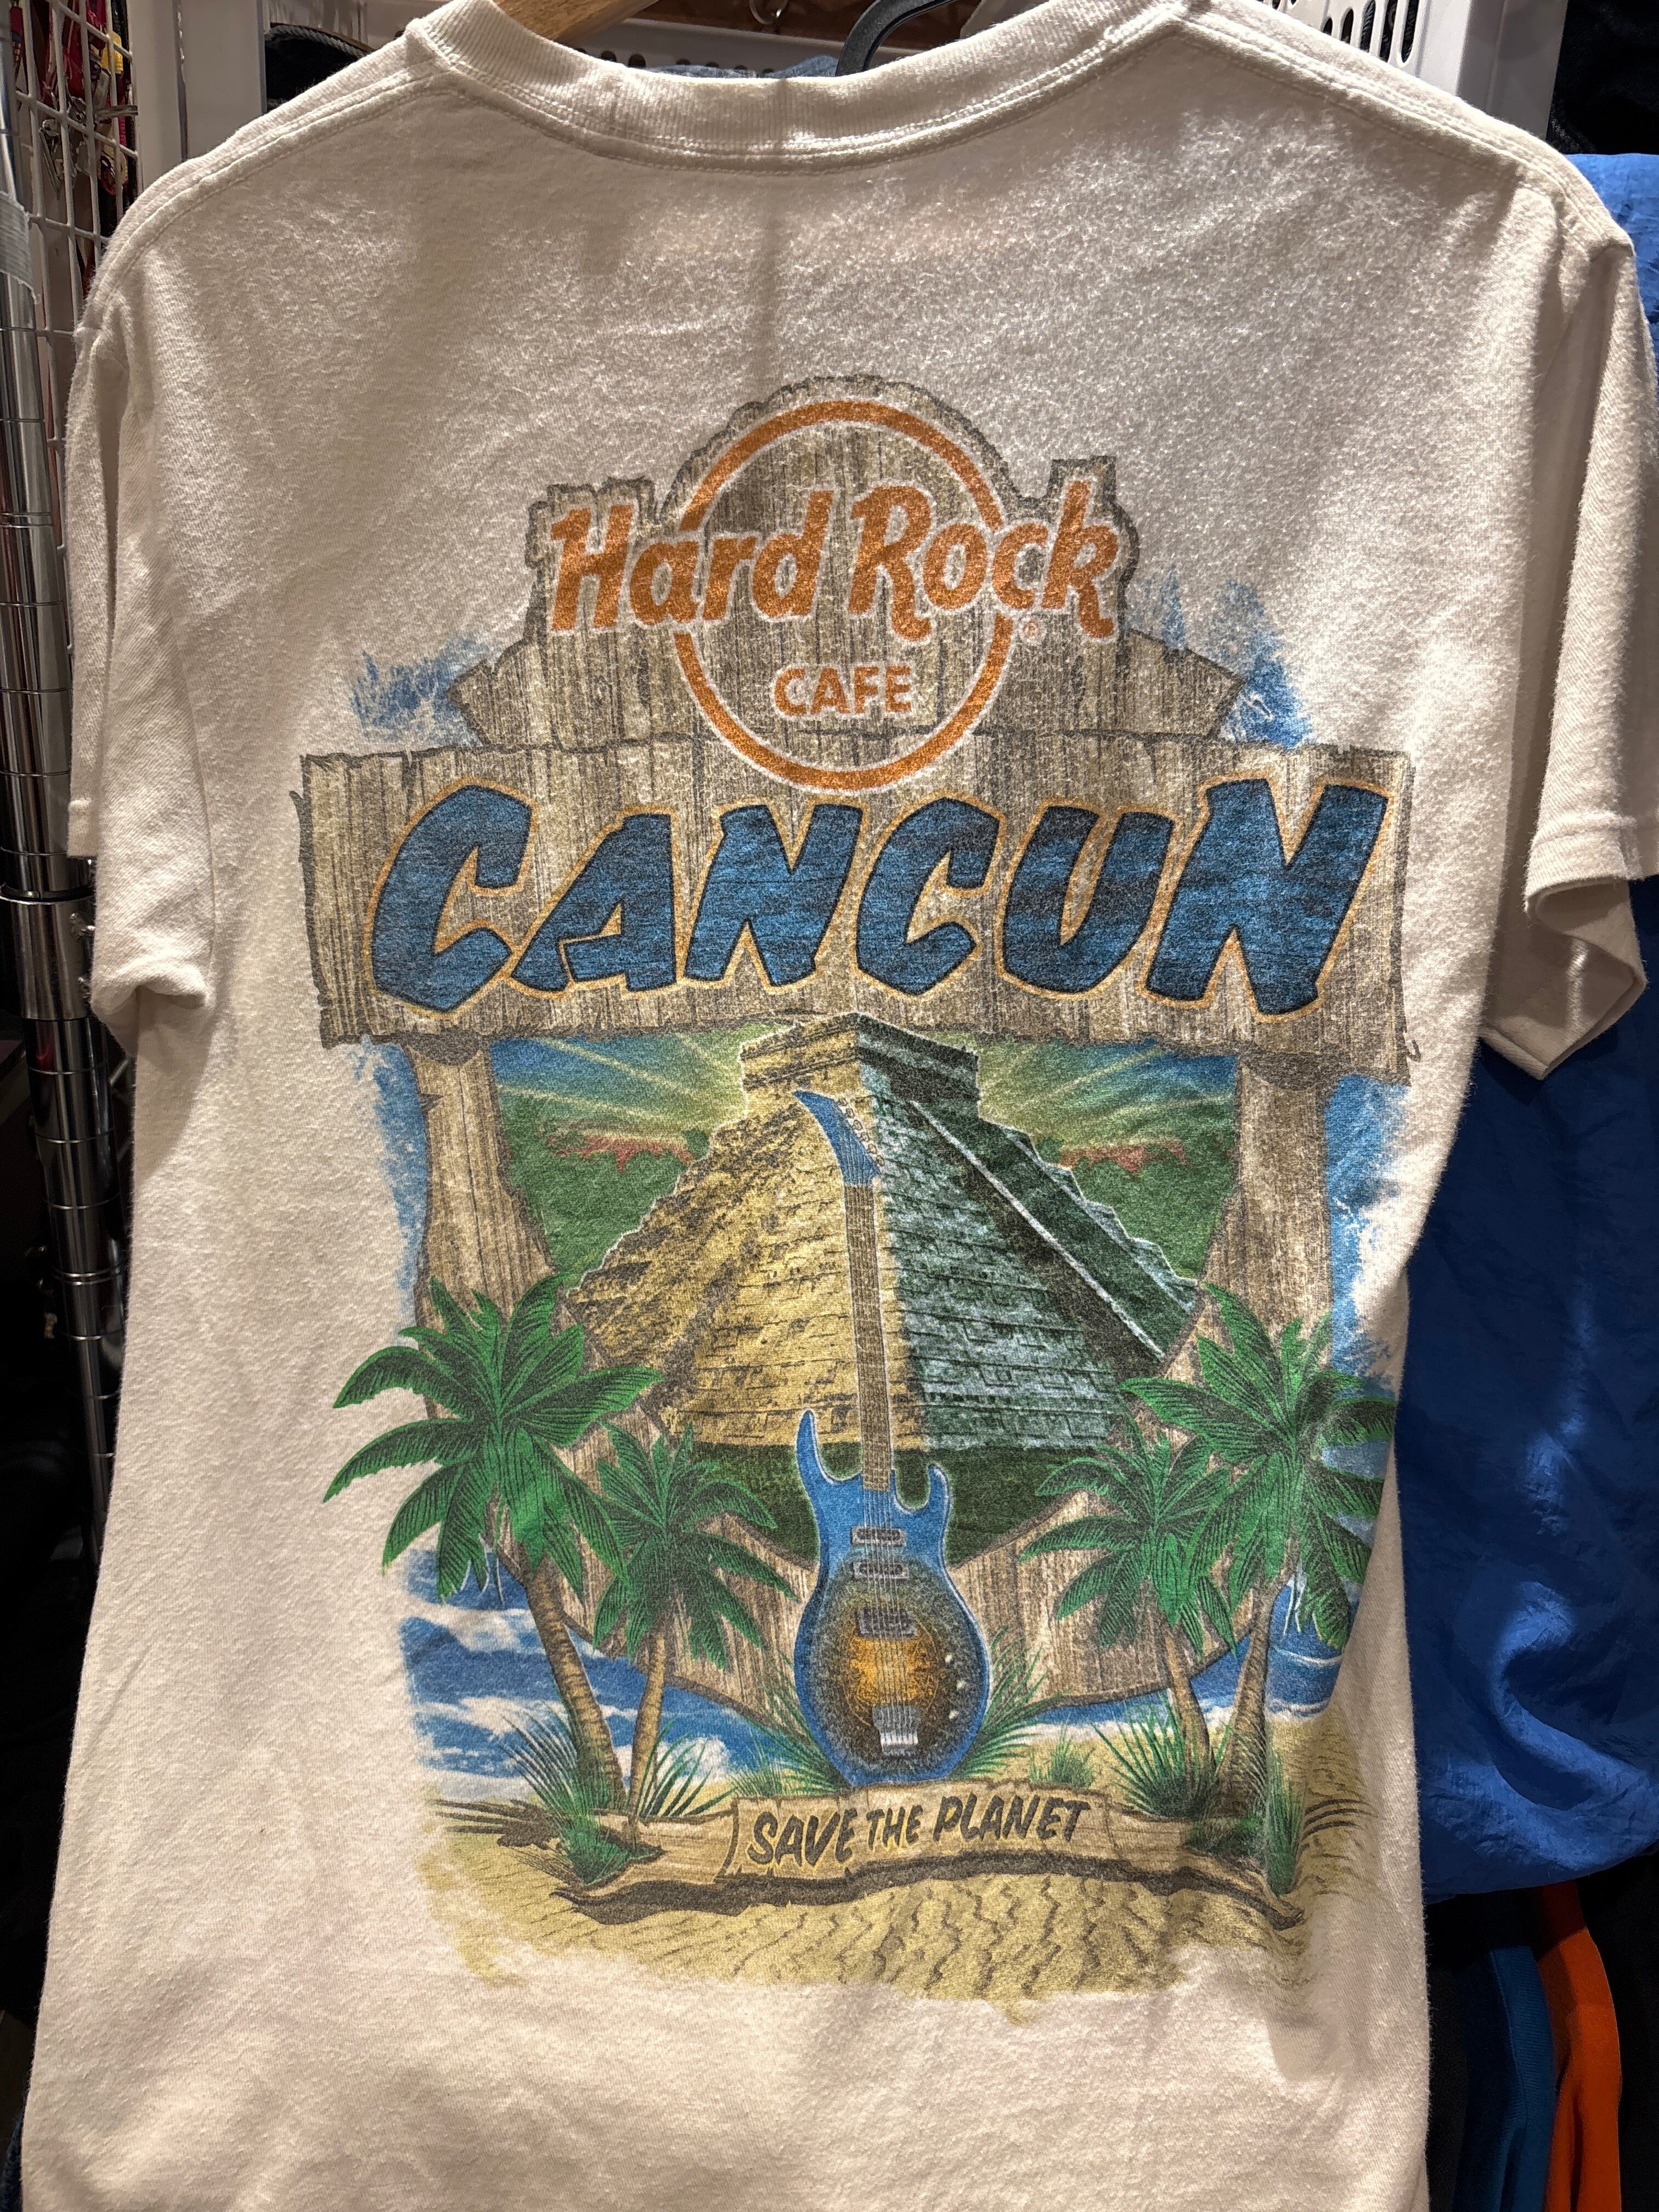 Hard Rock
®
CAFE
CANCUN
SAVE THE PLANET